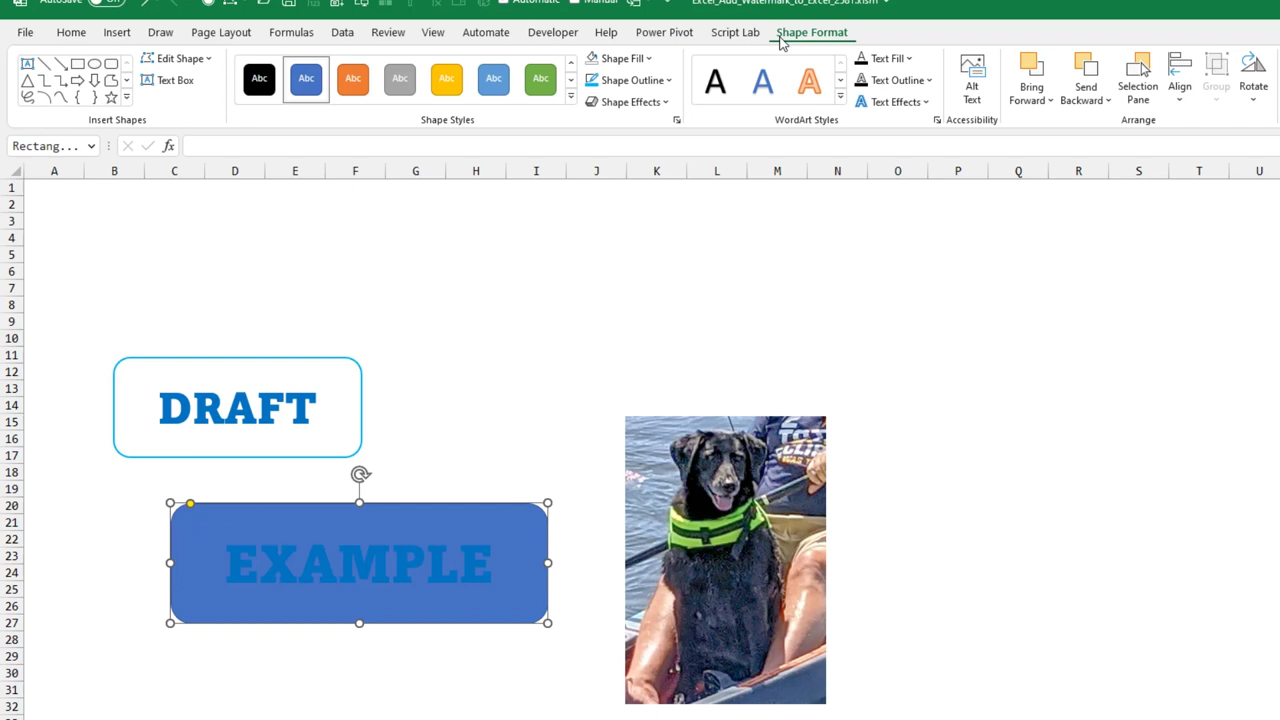 AutoSave On Automatic Manual Excel_Add_Watermark_to_Excel_2581.xlsm
File Home Insert Draw Page Layout Formulas Data Review View Automate Developer Help Power Pivot Script Lab Shape Format
Edit Shape
Text Box
Insert Shapes
Abc Abc Abc Abc Abc Abc Abc
Shape Fill
Shape Outline
Shape Effects
Shape Styles
A A A
Text Fill
Text Outline
Text Effects
WordArt Styles
Alt Text
Accessibility
Bring Forward
Send Backward
Selection Pane
Align
Group
Rotate
Arrange
Rectang... fx
A B C D E F G H I J K L M N O P Q R S T U
1
2
3
4
5
6
7
8
9
10
11
12
13
14
15
16
17
18
19
20
21
22
23
24
25
26
27
28
29
30
31
32
DRAFT
EXAMPLE